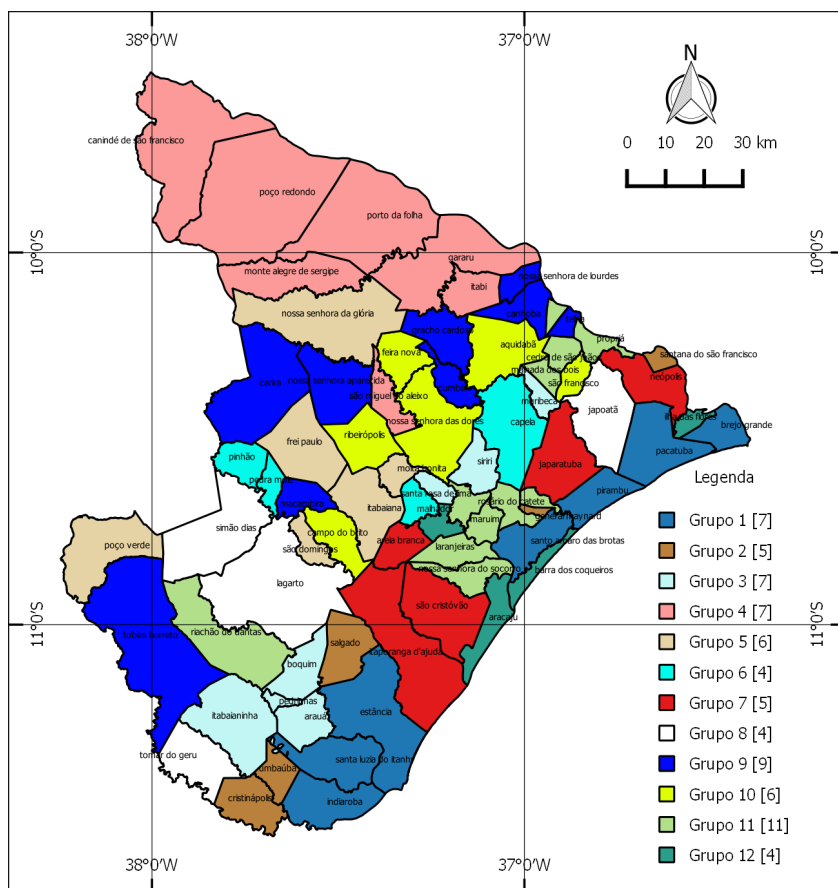 38°0'W
37°0'W
N
0 10 20 30 km
canindé de são francisco
poço redondo
porto da folha
10°0'S
10°0'S
gararu
monte alegre de sergipe
itabi
nossa senhora de lourdes
nossa senhora da glória
canhoba
telha
gracho cardoso
aquidabã
propriá
feira nova
cedro de são joão
santana do são francisco
malhada dos bois
neópolis
carira
nossa senhora aparecida
são francisco
cumbe
são miguel do aleixo
muribeca
japoatã
ilha das flores
brejo grande
nossa senhora das dores
capela
frei paulo
ribeirópolis
pacatuba
pinhão
siriri
japaratuba
moita bonita
pedra mole
Legenda
santa rosa de lima
pirambu
macambira
itabaiana
malhador
rosário do catete
general maynard
maruim
simão dias
campo do brito
areia branca
santo amaro das brotas
poço verde
são domingos
laranjeiras
nossa senhora do socorro
barra dos coqueiros
lagarto
são cristóvão
aracaju
11°0'S
11°0'S
tobias barreto
riachão do dantas
salgado
itaporanga d'ajuda
boquim
pedrinhas
itabaianinha
arauá
estância
tomar do geru
santa luzia do itanhy
umbaúba
cristinápolis
indiaroba
Grupo 1 [7]
Grupo 2 [5]
Grupo 3 [7]
Grupo 4 [7]
Grupo 5 [6]
Grupo 6 [4]
Grupo 7 [5]
Grupo 8 [4]
Grupo 9 [9]
Grupo 10 [6]
Grupo 11 [11]
Grupo 12 [4]
38°0'W
37°0'W